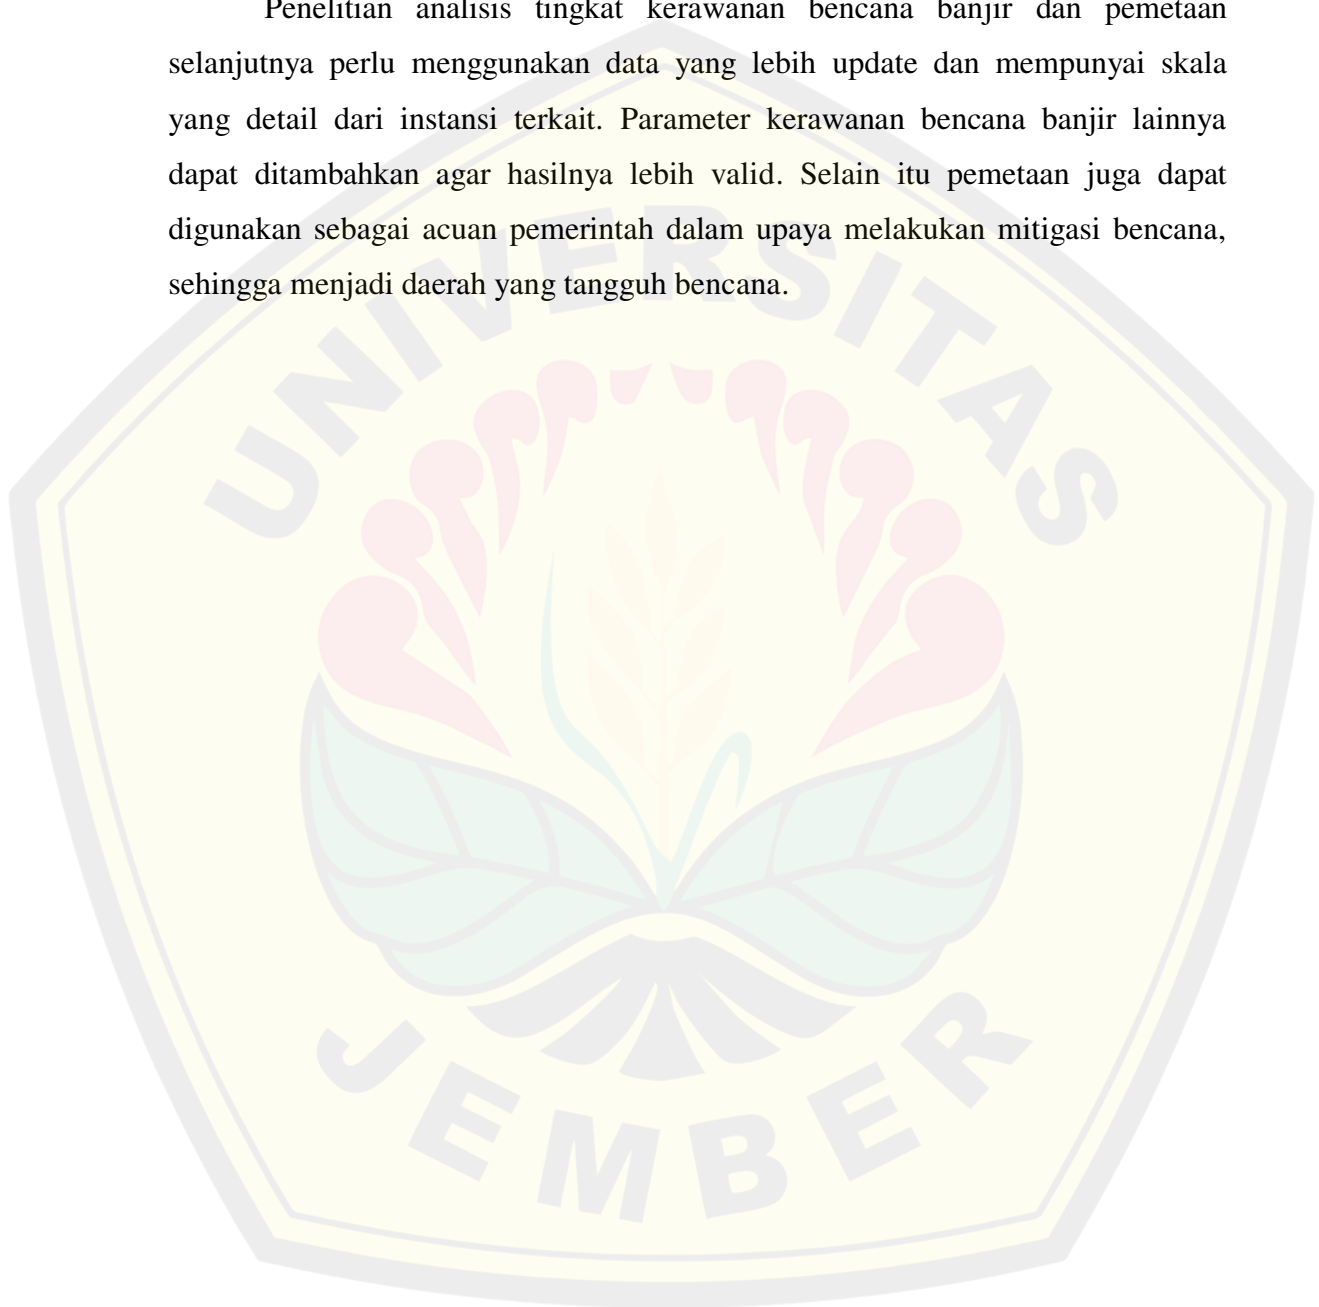 Penelitian analisis tingkat kerawanan bencana banjir dan pemetaan
selanjutnya perlu menggunakan data yang lebih update dan mempunyai skala
yang detail dari instansi terkait. Parameter kerawanan bencana banjir lainnya
dapat ditambahkan agar hasilnya lebih valid. Selain itu pemetaan juga dapat
digunakan sebagai acuan pemerintah dalam upaya melakukan mitigasi bencana,
sehingga menjadi daerah yang tangguh bencana.
UNIVERSITAS
JEMBER